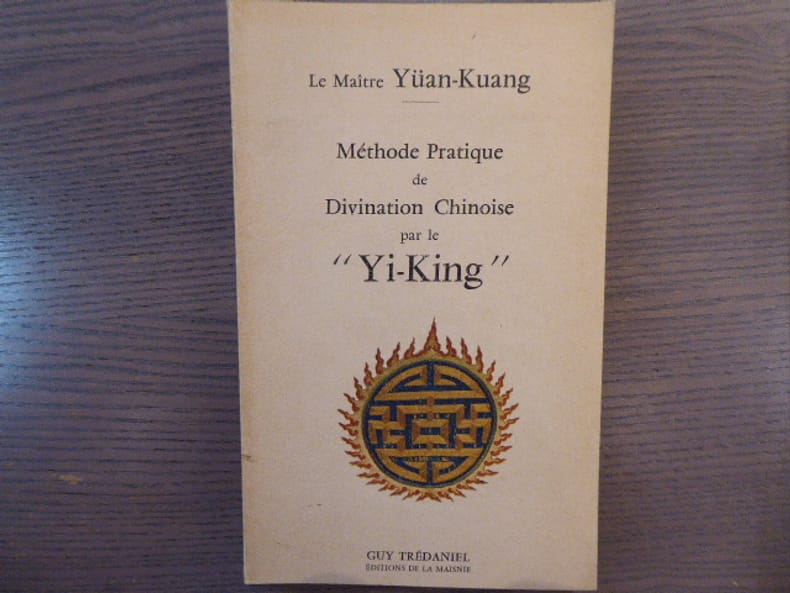 Le Maître Yüan-Kuang
Méthode Pratique
de
Divination Chinoise
par le
"Yi-King"
GUY TRÉDANIEL
ÉDITIONS DE LA MAISNIE